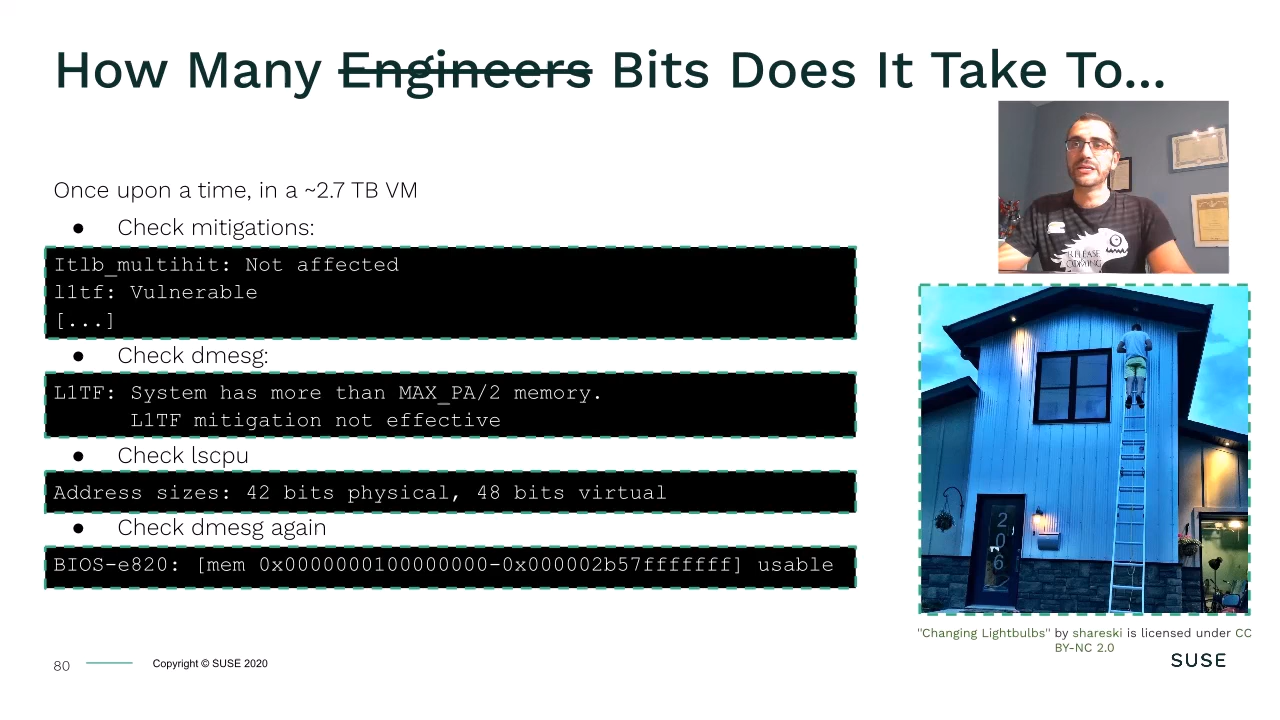 How Many Engineers Bits Does It Take To...
Once upon a time, in a ~2.7 TB VM
● Check mitigations:
Itlb_multihit: Not affected
l1tf: Vulnerable
[...]
● Check dmesg:
L1TF: System has more than MAX_PA/2 memory.
L1TF mitigation not effective
● Check lscpu
Address sizes: 42 bits physical, 48 bits virtual
● Check dmesg again
BIOS-e820: [mem 0x0000000100000000-0x000002b57fffffff] usable
RELEASE
206
"Changing Lightbulbs" by shareski is licensed under CC
BY-NC 2.0
80
Copyright © SUSE 2020
SUSE